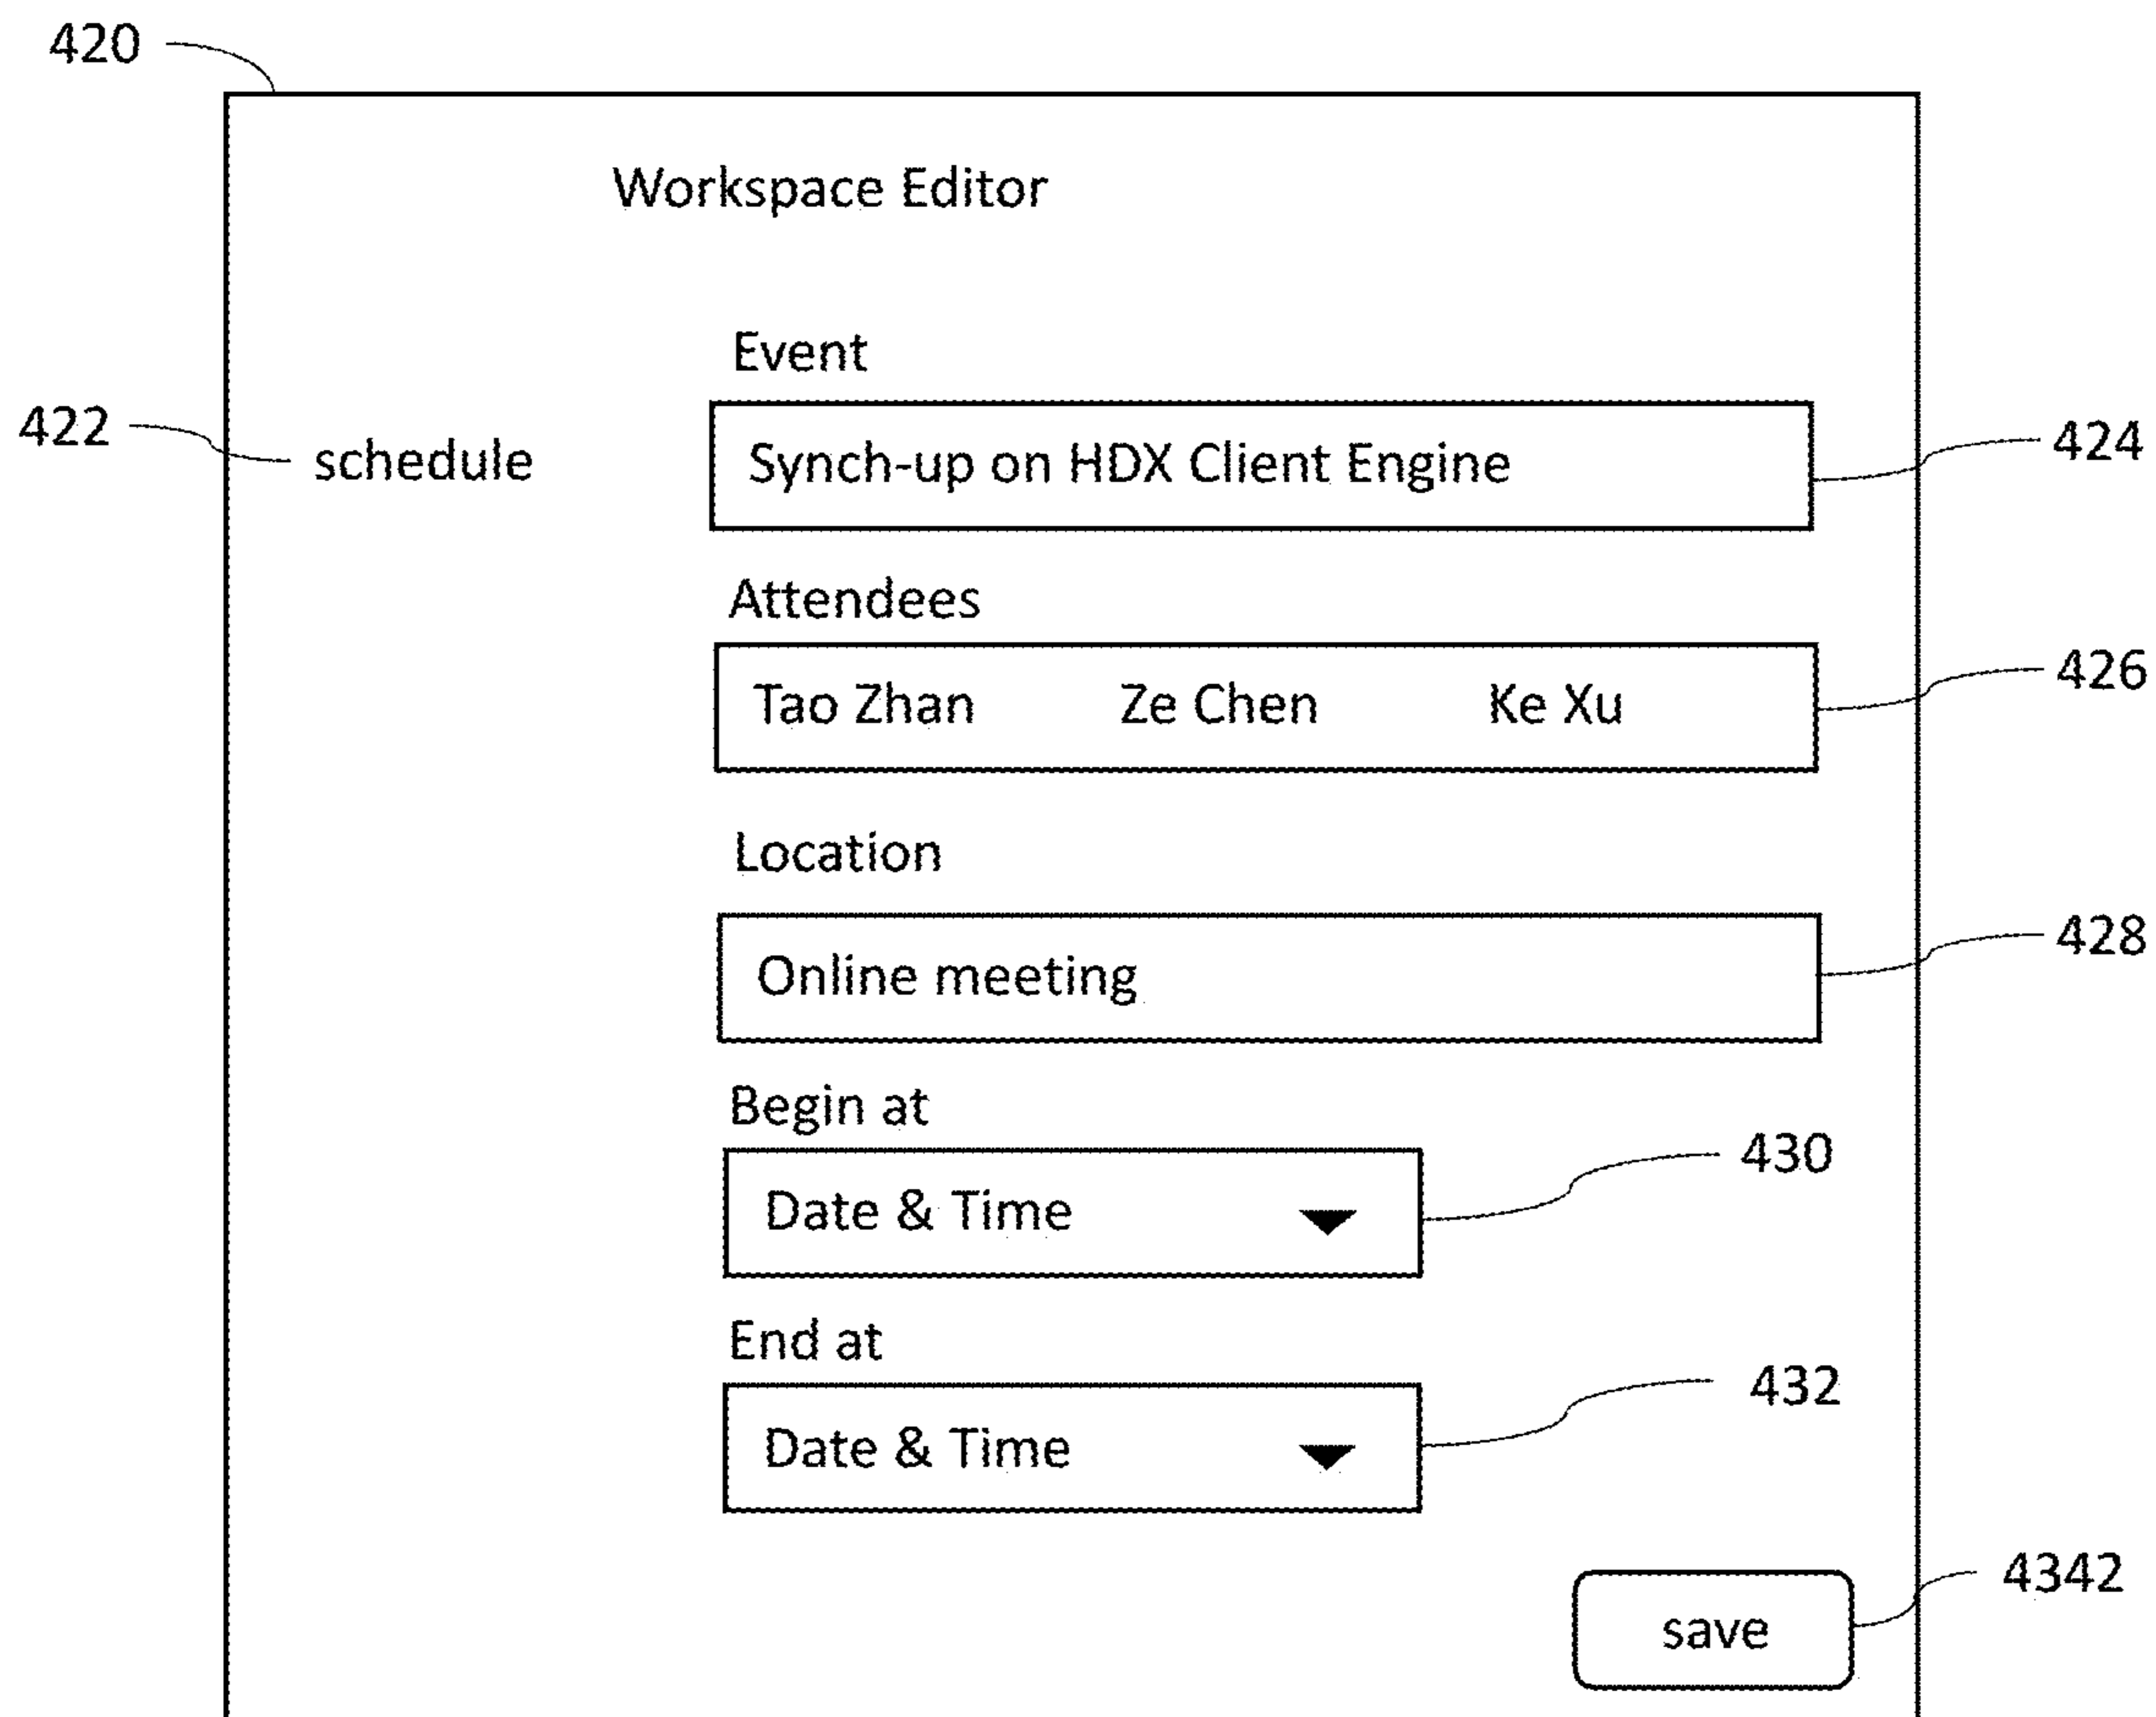 420
Workspace Editor
Event
422 schedule Synch-up on HDX Client Engine 424
Attendees
Tao Zhan Ze Chen Ke Xu 426
Location
Online meeting 428
Begin at
Date & Time 430
End at
Date & Time 432
save 4342